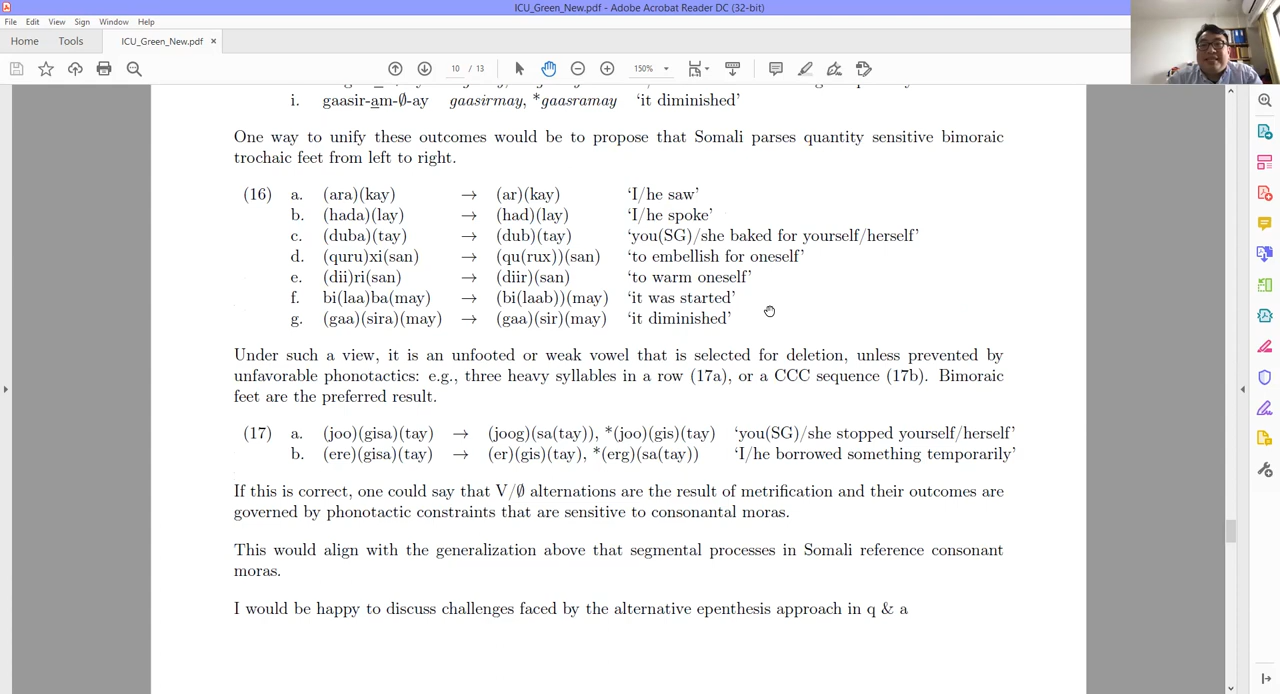 ICU_Green_New.pdf - Adobe Acrobat Reader DC (32-bit)
File Edit View Sign Window Help
Home Tools ICU_Green_New.pdf ×
10 / 13 150%
i. gaasir-am-∅-ay gaasirmay, *gaasramay ‘it diminished’
One way to unify these outcomes would be to propose that Somali parses quantity sensitive bimoraic
trochaic feet from left to right.
(16) a. (ara)(kay) → (ar)(kay) ‘I/he saw’
b. (hada)(lay) → (had)(lay) ‘I/he spoke’
c. (duba)(tay) → (dub)(tay) ‘you(SG)/she baked for yourself/herself’
d. (quru)xi(san) → (qu(rux))(san) ‘to embellish for oneself’
e. (dii)ri(san) → (diir)(san) ‘to warm oneself’
f. bi(laa)ba(may) → (bi(laab))(may) ‘it was started’
g. (gaa)(sira)(may) → (gaa)(sir)(may) ‘it diminished’
Under such a view, it is an unfooted or weak vowel that is selected for deletion, unless prevented by
unfavorable phonotactics: e.g., three heavy syllables in a row (17a), or a CCC sequence (17b). Bimoraic
feet are the preferred result.
(17) a. (joo)(gisa)(tay) → (joog)(sa(tay)), *(joo)(gis)(tay) ‘you(SG)/she stopped yourself/herself’
b. (ere)(gisa)(tay) → (er)(gis)(tay), *(erg)(sa(tay)) ‘I/he borrowed something temporarily’
If this is correct, one could say that V/∅ alternations are the result of metrification and their outcomes are
governed by phonotactic constraints that are sensitive to consonantal moras.
This would align with the generalization above that segmental processes in Somali reference consonant
moras.
I would be happy to discuss challenges faced by the alternative epenthesis approach in q & a